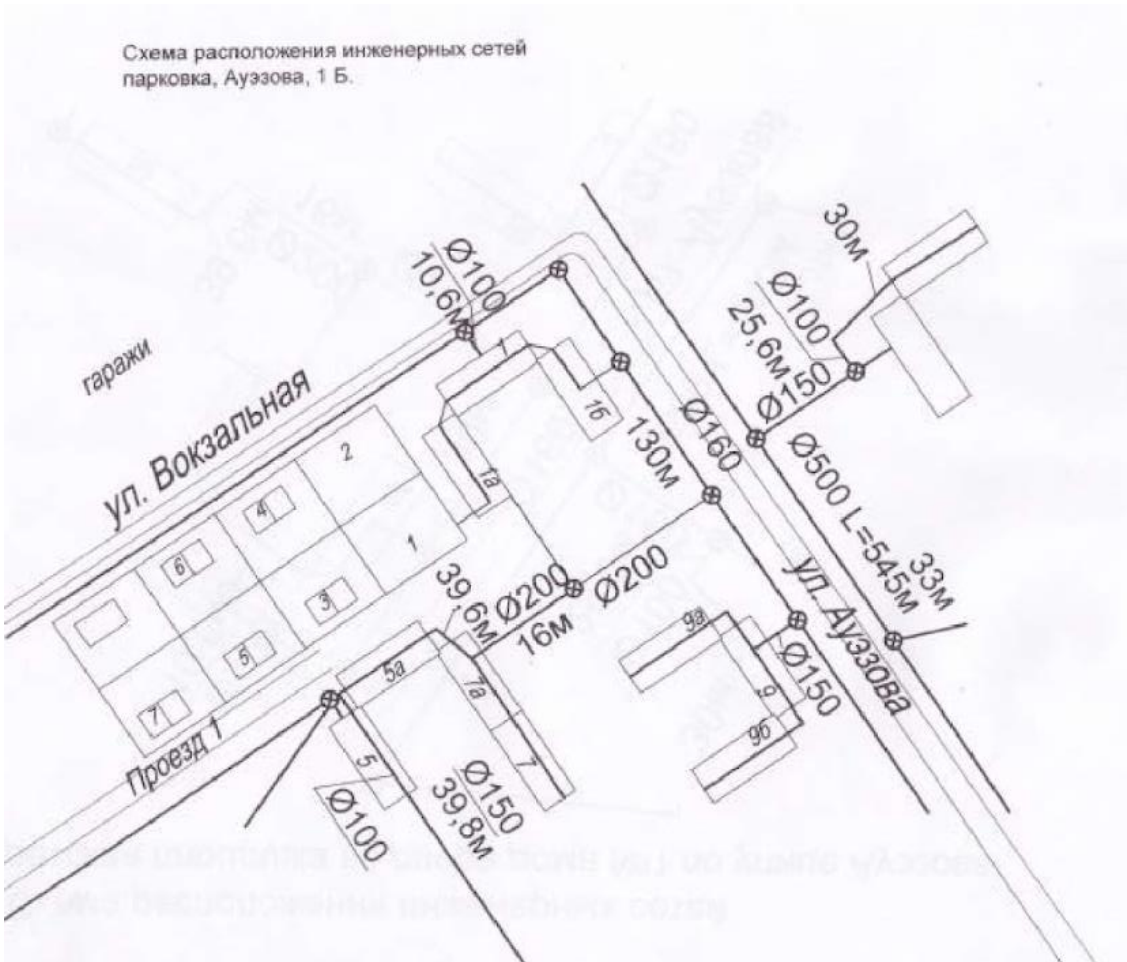 Схема расположения инженерных сетей
парковка, Ауэзова, 1 Б.
30м
Ø100
10,6м
Ø100
25,6м
Ø150
гаражи
ул. Вокзальная
1
1б
1а
2
4
6
1
3
5
7
130м
Ø160
Ø500 L=545м
33м
ул. Ауэзова
39,6м
Ø200
16м
Ø200
9а
9
9б
Ø150
5а
7а
7
5
Проезд 1
Ø100
Ø150
39,8м